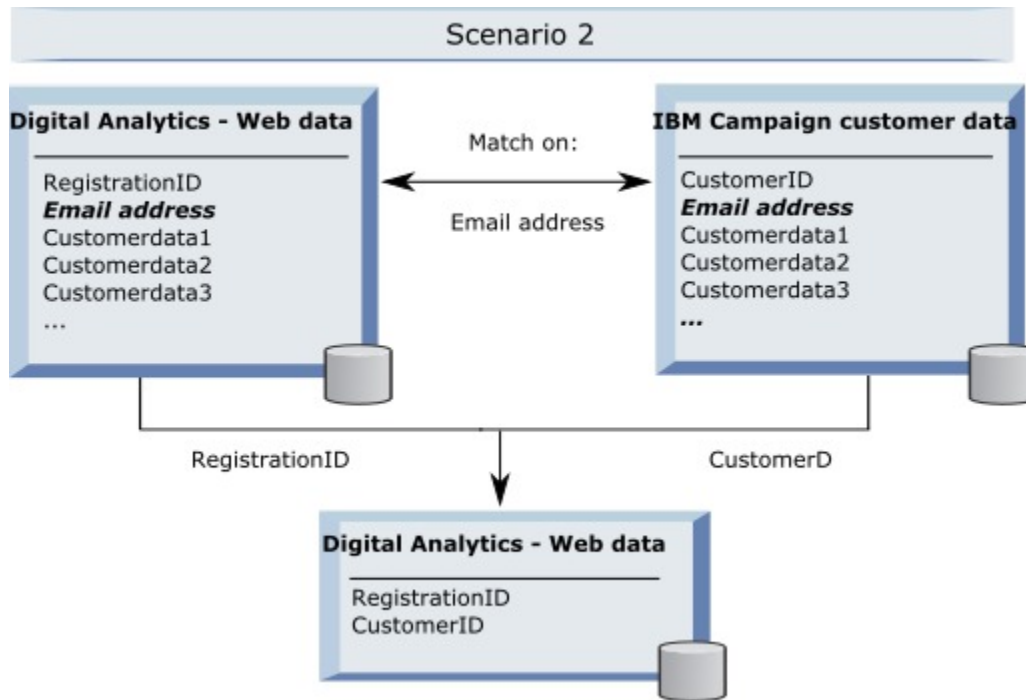 Scenario 2
Digital Analytics - Web data
RegistrationID
Email address
Customerdata1
Customerdata2
Customerdata3
...
Match on:
Email address
IBM Campaign customer data
CustomerID
Email address
Customerdata1
Customerdata2
Customerdata3
...
RegistrationID
CustomerD
Digital Analytics - Web data
RegistrationID
CustomerID